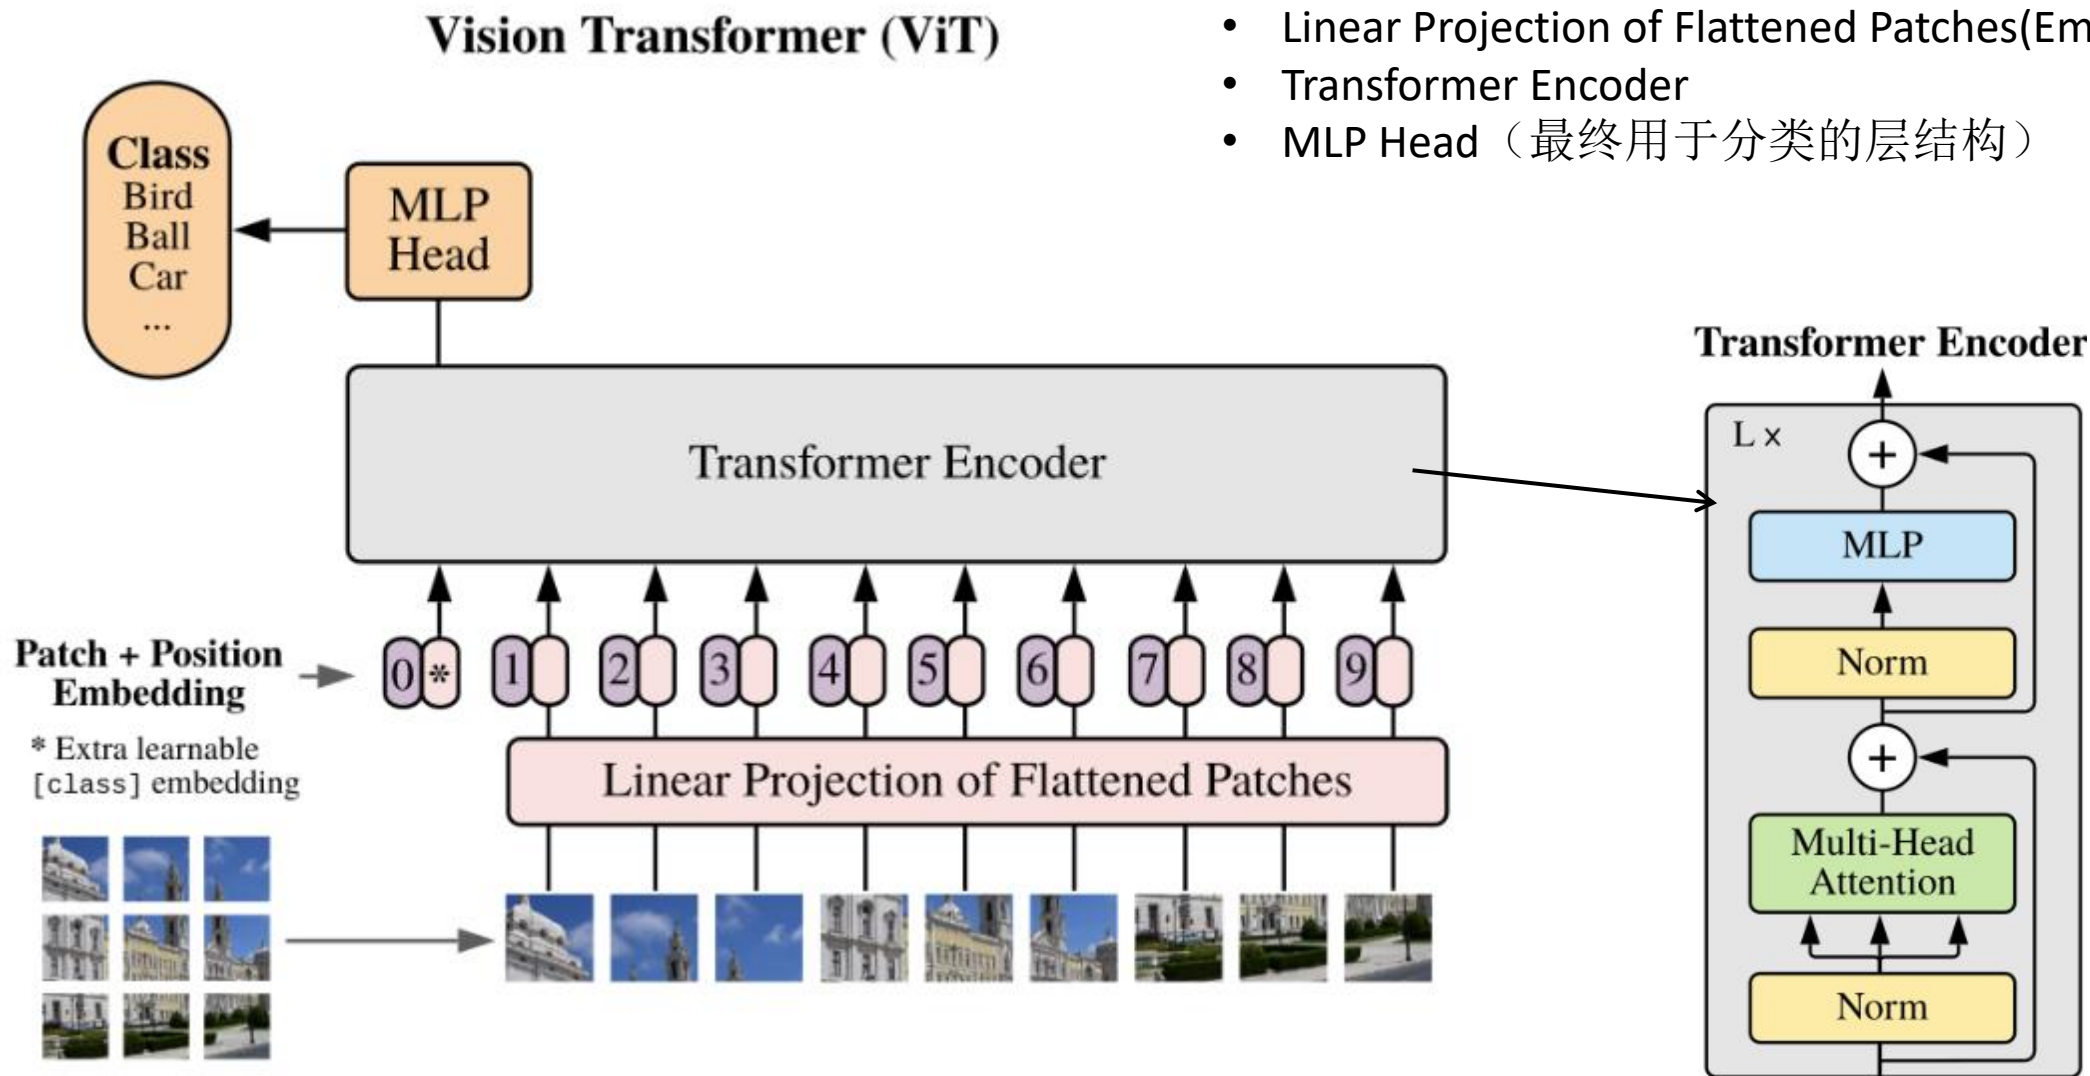 Vision Transformer (ViT)
• Linear Projection of Flattened Patches(Em
• Transformer Encoder
• MLP Head（最终用于分类的层结构）
Class
Bird
Ball
Car
...
MLP
Head
Transformer Encoder
Patch + Position
Embedding
* Extra learnable
[class] embedding
0 * 1 2 3 4 5 6 7 8 9
Linear Projection of Flattened Patches
Transformer Encoder
L ×
+
MLP
Norm
+
Multi-Head
Attention
Norm